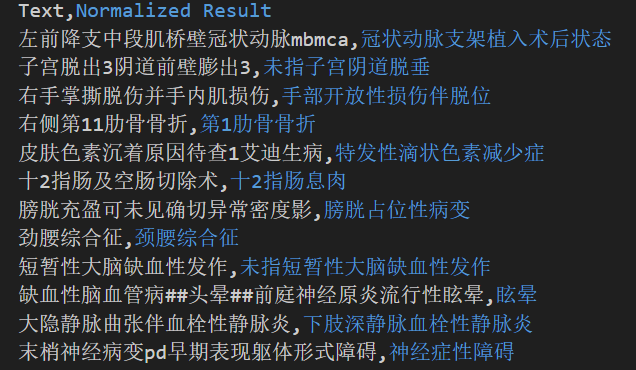 Text,Normalized Result
左前降支中段肌桥壁冠状动脉mbmca,冠状动脉支架植入术后状态
子宫脱出3阴道前壁膨出3,未指子宫阴道脱垂
右手掌撕脱伤并手内肌损伤,手部开放性损伤伴脱位
右侧第11肋骨骨折,第1肋骨骨折
皮肤色素沉着原因待查1艾迪生病,特发性滴状色素减少症
十2指肠及空肠切除术,十2指肠息肉
膀胱充盈可未见确切异常密度影,膀胱占位性病变
劲腰综合征,颈腰综合征
短暂性大脑缺血性发作,未指短暂性大脑缺血性发作
缺血性脑血管病##头晕##前庭神经原炎流行性眩晕,眩晕
大隐静脉曲张伴血栓性静脉炎,下肢深静脉血栓性静脉炎
末梢神经病变pd早期表现躯体形式障碍,神经症性障碍